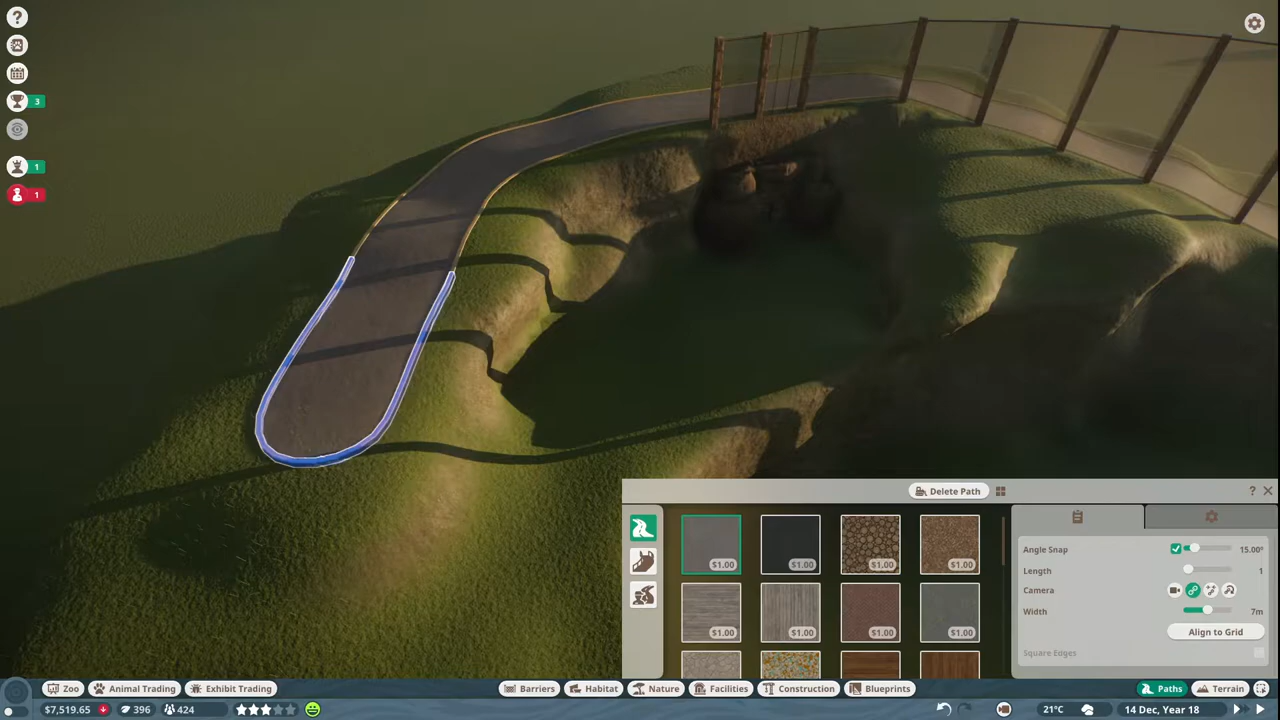 ?
3
1
1
Delete Path
?
$1.00 $1.00 $1.00 $1.00
$1.00 $1.00 $1.00 $1.00
Angle Snap 15.00°
Length 1
Camera
Width 7m
Align to Grid
Square Edges
Zoo Animal Trading Exhibit Trading Barriers Habitat Nature Facilities Construction Blueprints Paths Terrain
$7,519.65 396 424 21°C 14 Dec, Year 18